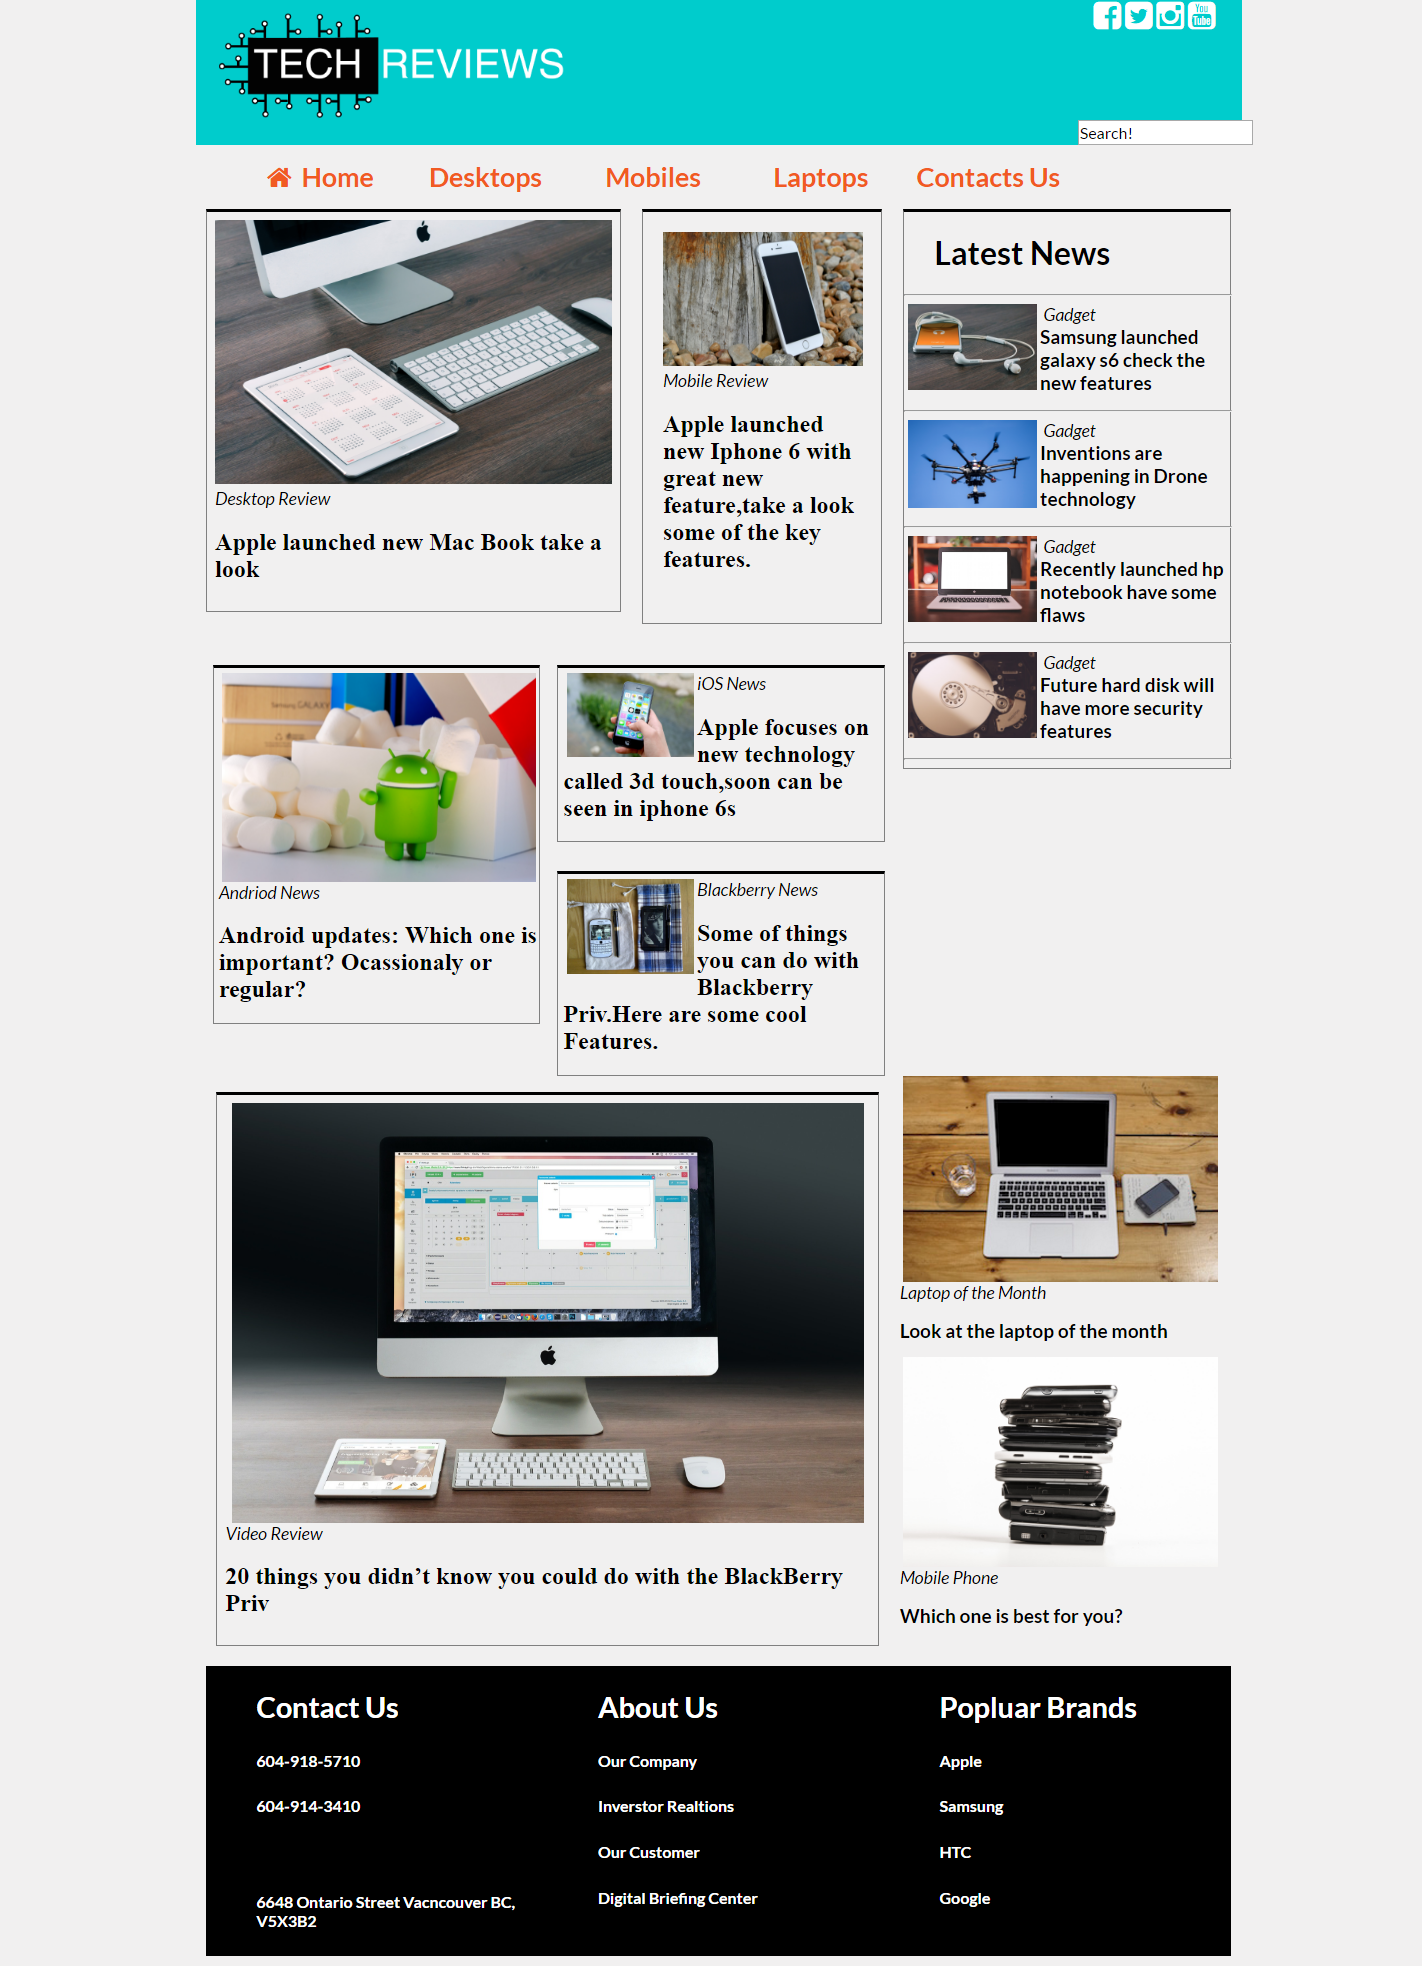 TECH REVIEWS
You
Tube
Search!
Home Desktops Mobiles Laptops Contacts Us
Desktop Review
Apple launched new Mac Book take a
look
Mobile Review
Apple launched
new Iphone 6 with
great new
feature,take a look
some of the key
features.
Latest News
Gadget
Samsung launched
galaxy s6 check the
new features
Gadget
Inventions are
happening in Drone
technology
Gadget
Recently launched hp
notebook have some
flaws
Gadget
Future hard disk will
have more security
features
Samsung GALAXY
Andriod News
Android updates: Which one is
important? Ocassionaly or
regular?
iOS News
Apple focuses on
new technology
called 3d touch,soon can be
seen in iphone 6s
Blackberry News
Some of things
you can do with
Blackberry
Priv.Here are some cool
Features.
Video Review
20 things you didn’t know you could do with the BlackBerry
Priv
Laptop of the Month
Look at the laptop of the month
Mobile Phone
Which one is best for you?
Contact Us
604-918-5710
604-914-3410
6648 Ontario Street Vacncouver BC,
V5X3B2
About Us
Our Company
Inverstor Realtions
Our Customer
Digital Briefing Center
Popluar Brands
Apple
Samsung
HTC
Google